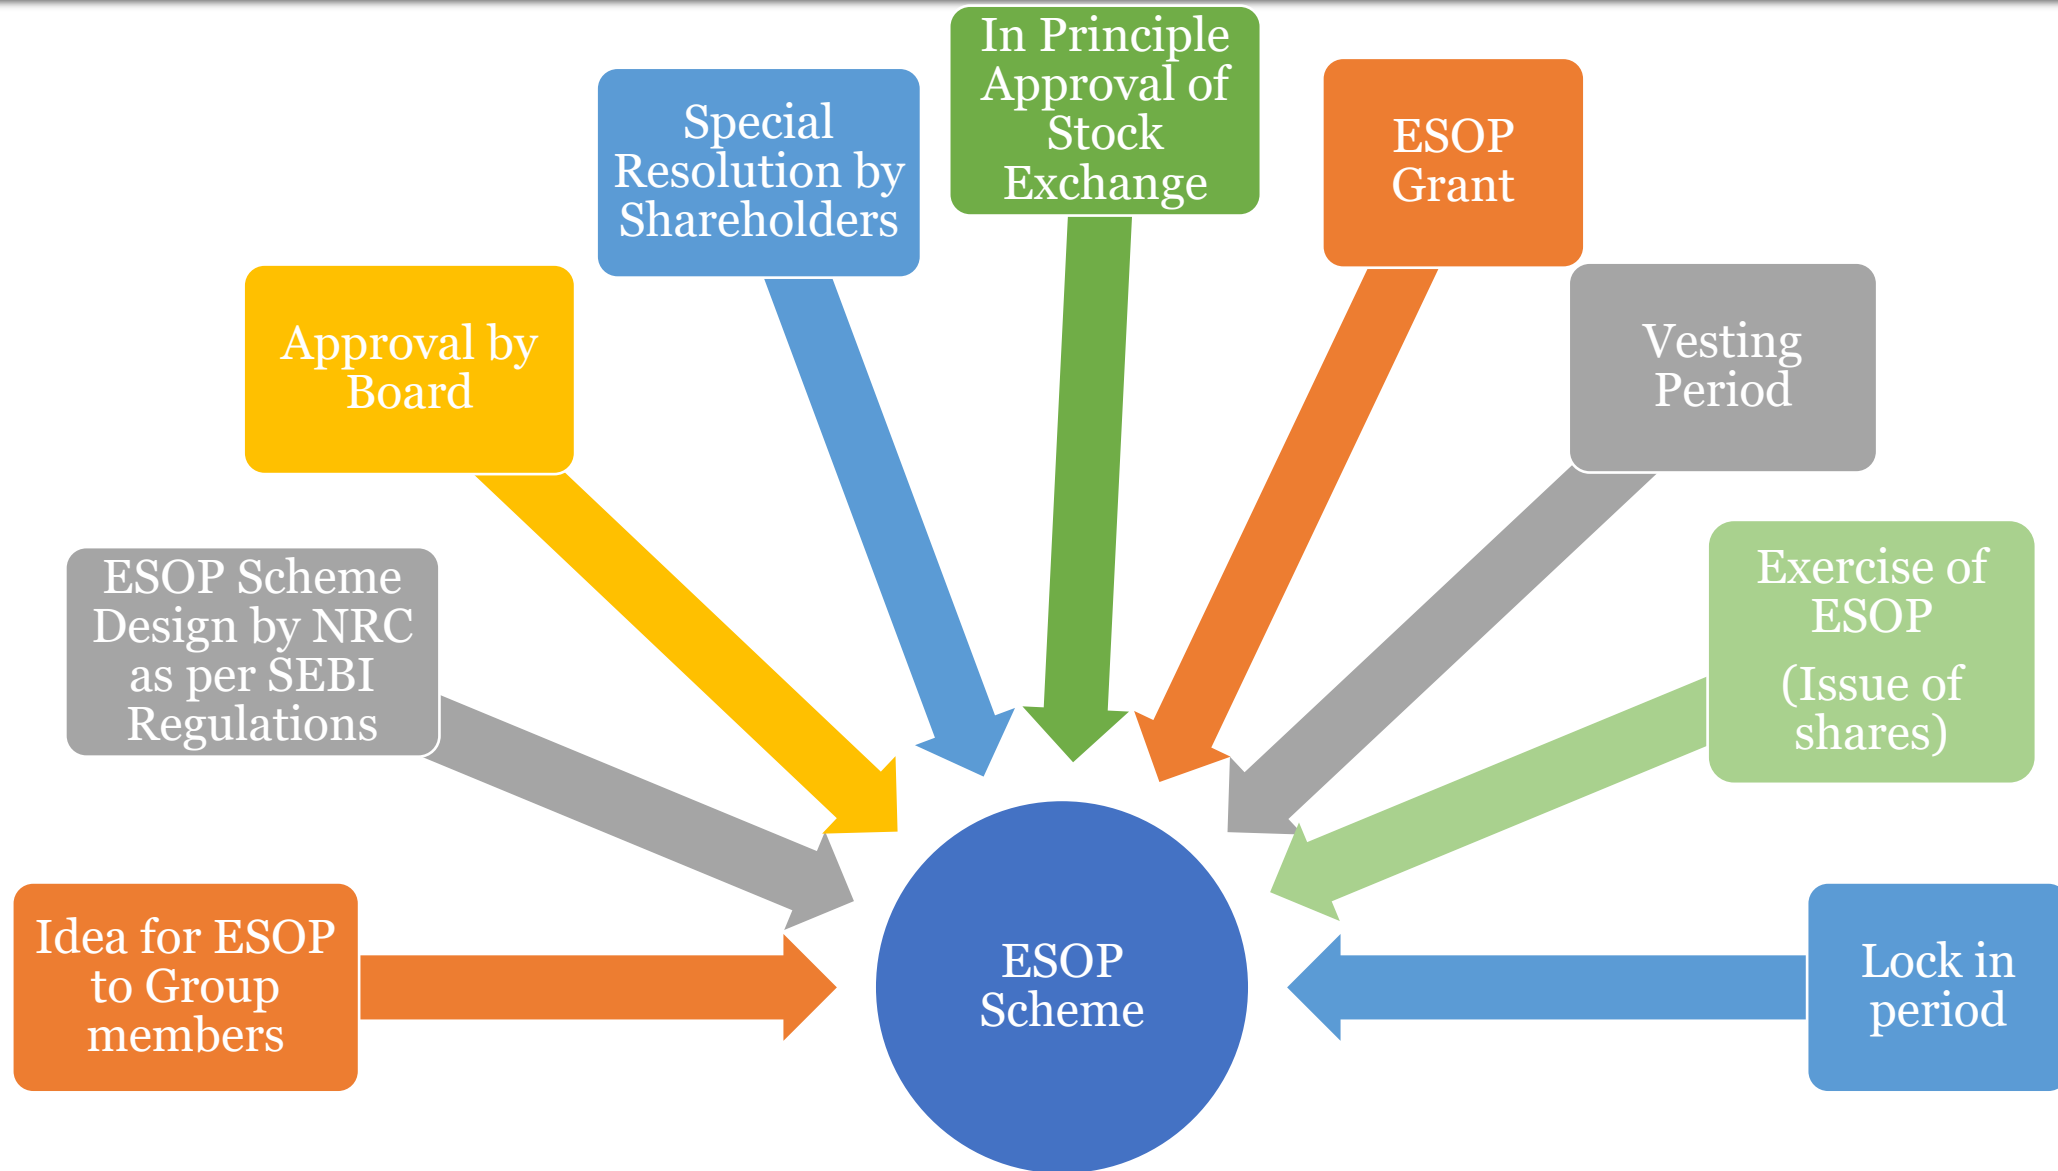 Idea for ESOP
to Group
members
ESOP Scheme
Design by NRC
as per SEBI
Regulations
Approval by
Board
Special
Resolution by
Shareholders
In Principle
Approval of
Stock
Exchange
ESOP
Grant
Vesting
Period
Exercise of
ESOP
(Issue of
shares)
Lock in
period
ESOP
Scheme